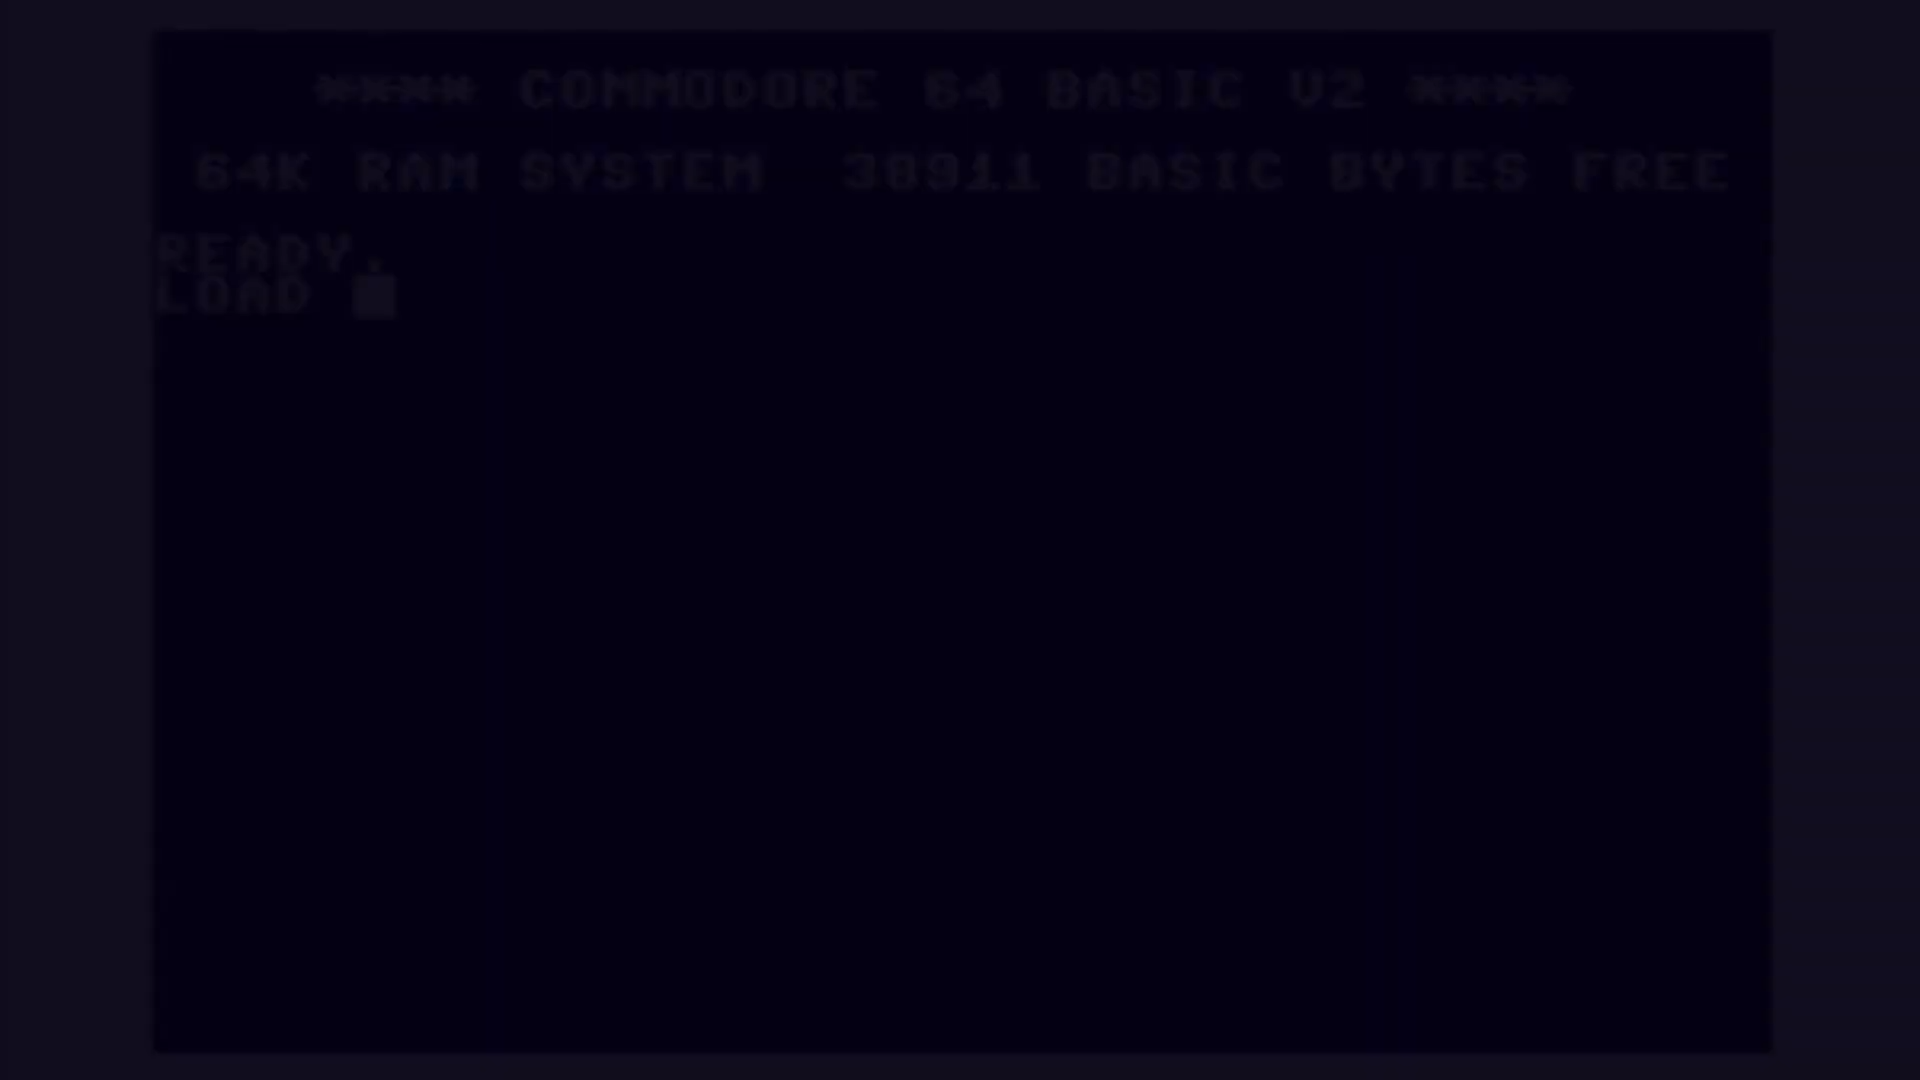 **** COMMODORE 64 BASIC V2 ****
64K RAM SYSTEM  38911 BASIC BYTES FREE
READY.
LOAD